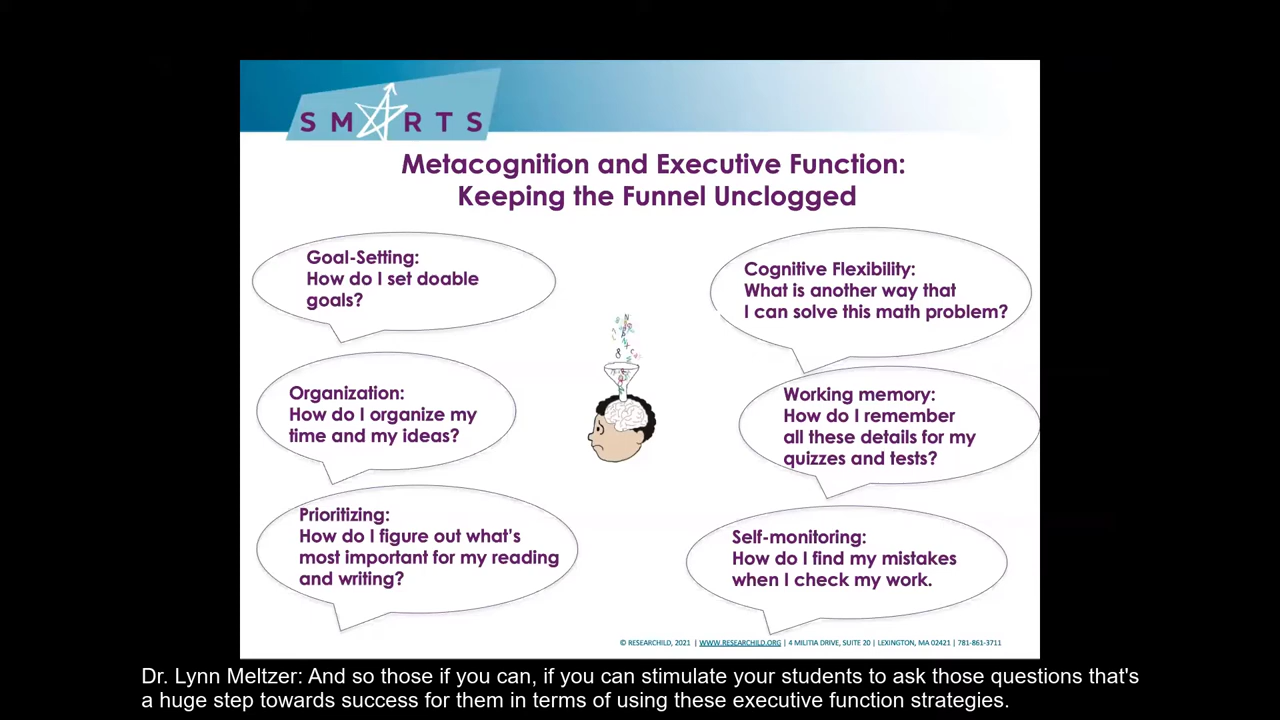 SMARTS
Metacognition and Executive Function:
Keeping the Funnel Unclogged
Goal-Setting:
How do I set doable
goals?
Organization:
How do I organize my
time and my ideas?
Prioritizing:
How do I figure out what's
most important for my reading
and writing?
Cognitive Flexibility:
What is another way that
I can solve this math problem?
Working memory:
How do I remember
all these details for my
quizzes and tests?
Self-monitoring:
How do I find my mistakes
when I check my work.
© RESEARCHILD, 2021 | WWW.RESEARCHILD.ORG | 4 MILITIA DRIVE, SUITE 20 | LEXINGTON, MA 02421 | 781-861-3711
Dr. Lynn Meltzer: And so those if you can, if you can stimulate your students to ask those questions that's
a huge step towards success for them in terms of using these executive function strategies.